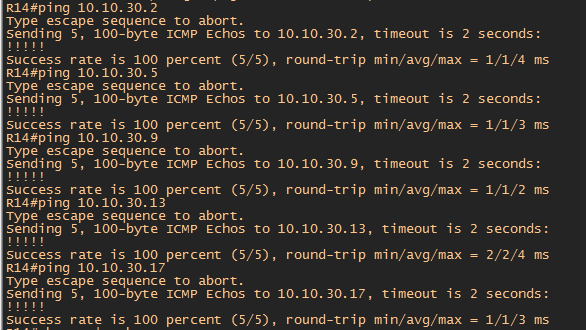 R14#ping 10.10.30.2
Type escape sequence to abort.
Sending 5, 100-byte ICMP Echos to 10.10.30.2, timeout is 2 seconds:
!!!!!
Success rate is 100 percent (5/5), round-trip min/avg/max = 1/1/4 ms
R14#ping 10.10.30.5
Type escape sequence to abort.
Sending 5, 100-byte ICMP Echos to 10.10.30.5, timeout is 2 seconds:
!!!!!
Success rate is 100 percent (5/5), round-trip min/avg/max = 1/1/3 ms
R14#ping 10.10.30.9
Type escape sequence to abort.
Sending 5, 100-byte ICMP Echos to 10.10.30.9, timeout is 2 seconds:
!!!!!
Success rate is 100 percent (5/5), round-trip min/avg/max = 1/1/2 ms
R14#ping 10.10.30.13
Type escape sequence to abort.
Sending 5, 100-byte ICMP Echos to 10.10.30.13, timeout is 2 seconds:
!!!!!
Success rate is 100 percent (5/5), round-trip min/avg/max = 2/2/4 ms
R14#ping 10.10.30.17
Type escape sequence to abort.
Sending 5, 100-byte ICMP Echos to 10.10.30.17, timeout is 2 seconds:
!!!!!
Success rate is 100 percent (5/5), round-trip min/avg/max = 1/1/3 ms